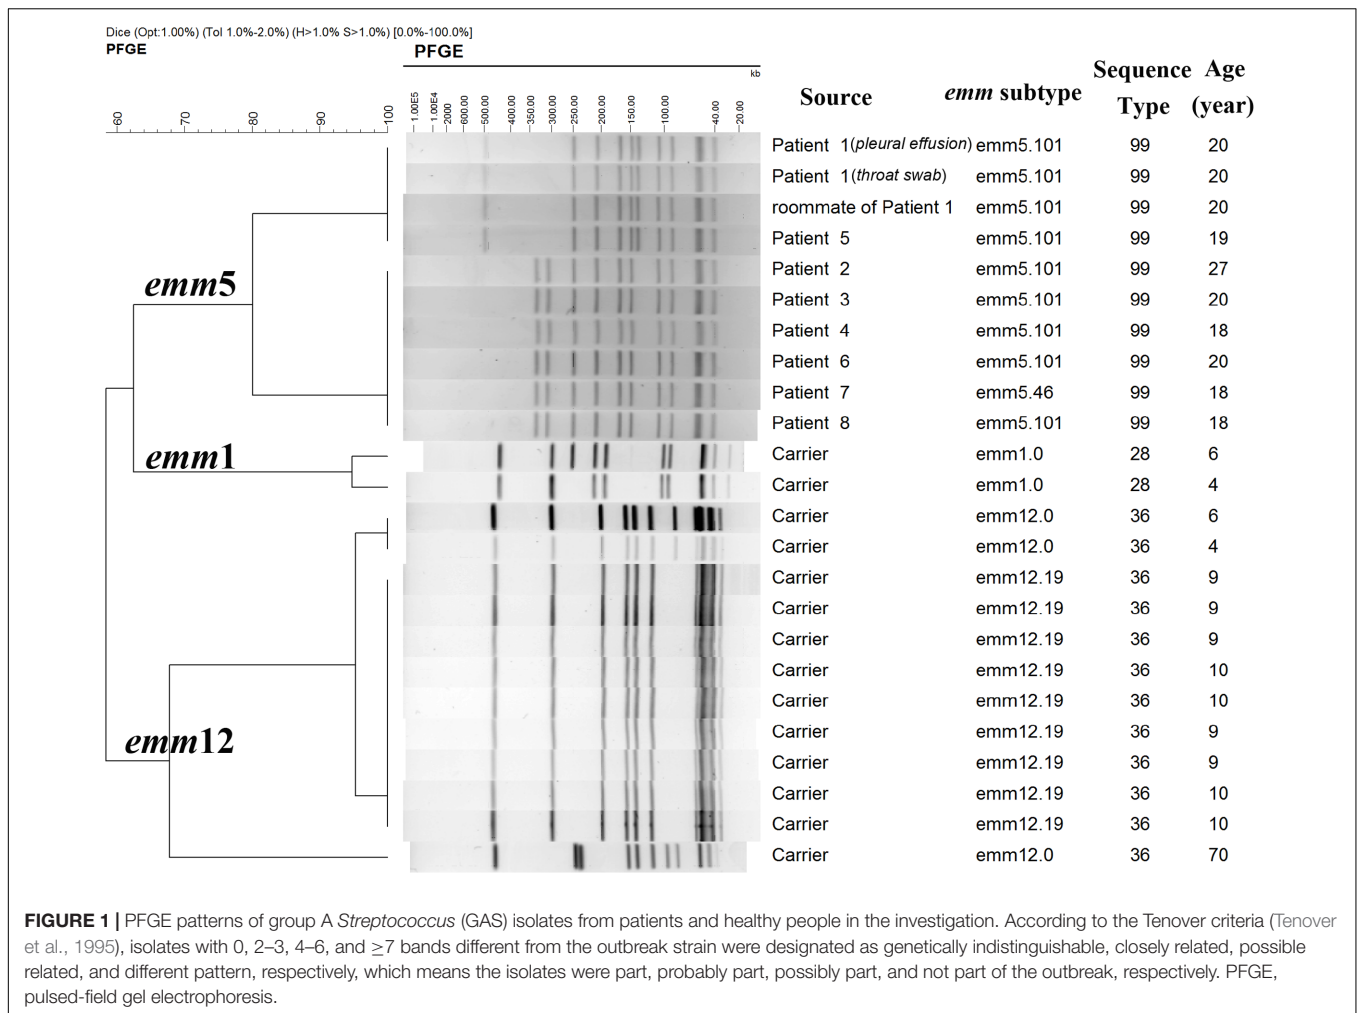 Dice (Opt:1.00%) (Tol 1.0%-2.0%) (H>1.0% S>1.0%) [0.0%-100.0%]
PFGE
PFGE
kb
60 70 80 90 100
1.00E5 1.00E4 2000 600.00 500.00 400.00 350.00 300.00 250.00 200.00 150.00 100.00 40.00 20.00
Source emm subtype Sequence Type Age (year)
Patient 1(pleural effusion) emm5.101 99 20
Patient 1(throat swab) emm5.101 99 20
roommate of Patient 1 emm5.101 99 20
Patient 5 emm5.101 99 19
Patient 2 emm5.101 99 27
Patient 3 emm5.101 99 20
Patient 4 emm5.101 99 18
Patient 6 emm5.101 99 20
Patient 7 emm5.46 99 18
Patient 8 emm5.101 99 18
Carrier emm1.0 28 6
Carrier emm1.0 28 4
Carrier emm12.0 36 6
Carrier emm12.0 36 4
Carrier emm12.19 36 9
Carrier emm12.19 36 9
Carrier emm12.19 36 9
Carrier emm12.19 36 10
Carrier emm12.19 36 10
Carrier emm12.19 36 9
Carrier emm12.19 36 9
Carrier emm12.19 36 10
Carrier emm12.19 36 10
Carrier emm12.0 36 70
emm5
emm1
emm12
FIGURE 1 | PFGE patterns of group A Streptococcus (GAS) isolates from patients and healthy people in the investigation. According to the Tenover criteria (Tenover
et al., 1995), isolates with 0, 2–3, 4–6, and ≥7 bands different from the outbreak strain were designated as genetically indistinguishable, closely related, possible
related, and different pattern, respectively, which means the isolates were part, probably part, possibly part, and not part of the outbreak, respectively. PFGE,
pulsed-field gel electrophoresis.